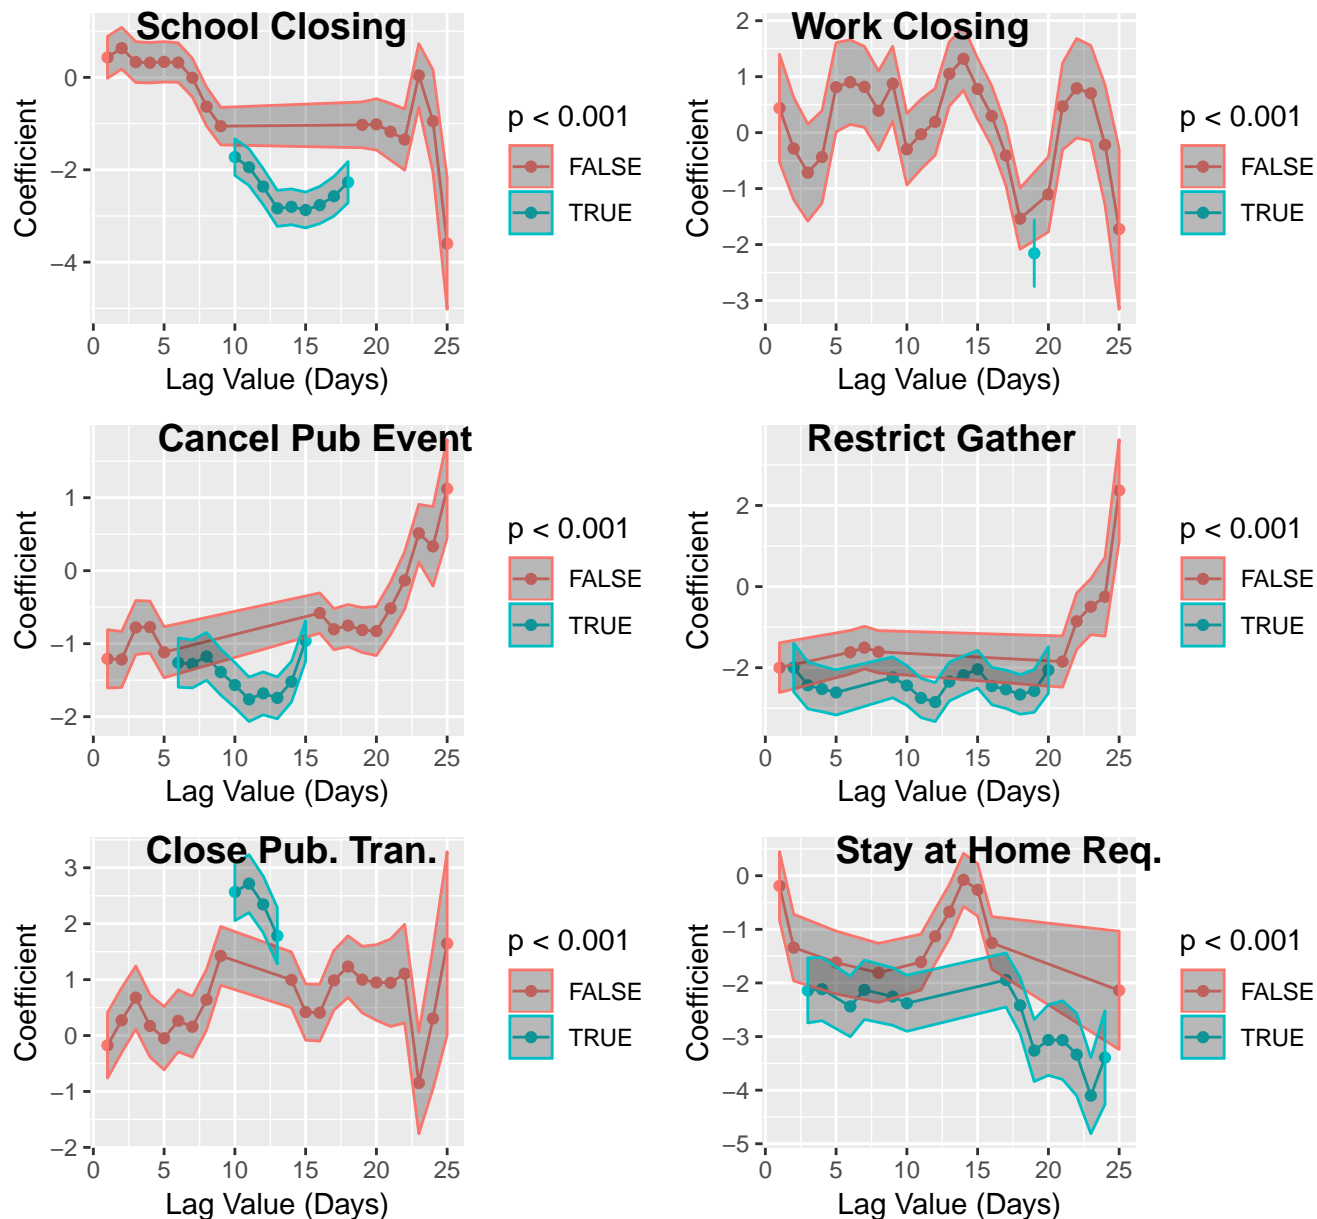 School Closing
0
−2
−4
Coefficient
0 5 10 15 20 25
Lag Value (Days)
p < 0.001
FALSE
TRUE
Work Closing
2
1
0
−1
−2
−3
Coefficient
0 5 10 15 20 25
Lag Value (Days)
p < 0.001
FALSE
TRUE
Cancel Pub Event
1
0
−1
−2
Coefficient
0 5 10 15 20 25
Lag Value (Days)
p < 0.001
FALSE
TRUE
Restrict Gather
2
0
−2
Coefficient
0 5 10 15 20 25
Lag Value (Days)
p < 0.001
FALSE
TRUE
Close Pub. Tran.
3
2
1
0
−1
−2
Coefficient
0 5 10 15 20 25
Lag Value (Days)
p < 0.001
FALSE
TRUE
Stay at Home Req.
0
−1
−2
−3
−4
−5
Coefficient
0 5 10 15 20 25
Lag Value (Days)
p < 0.001
FALSE
TRUE